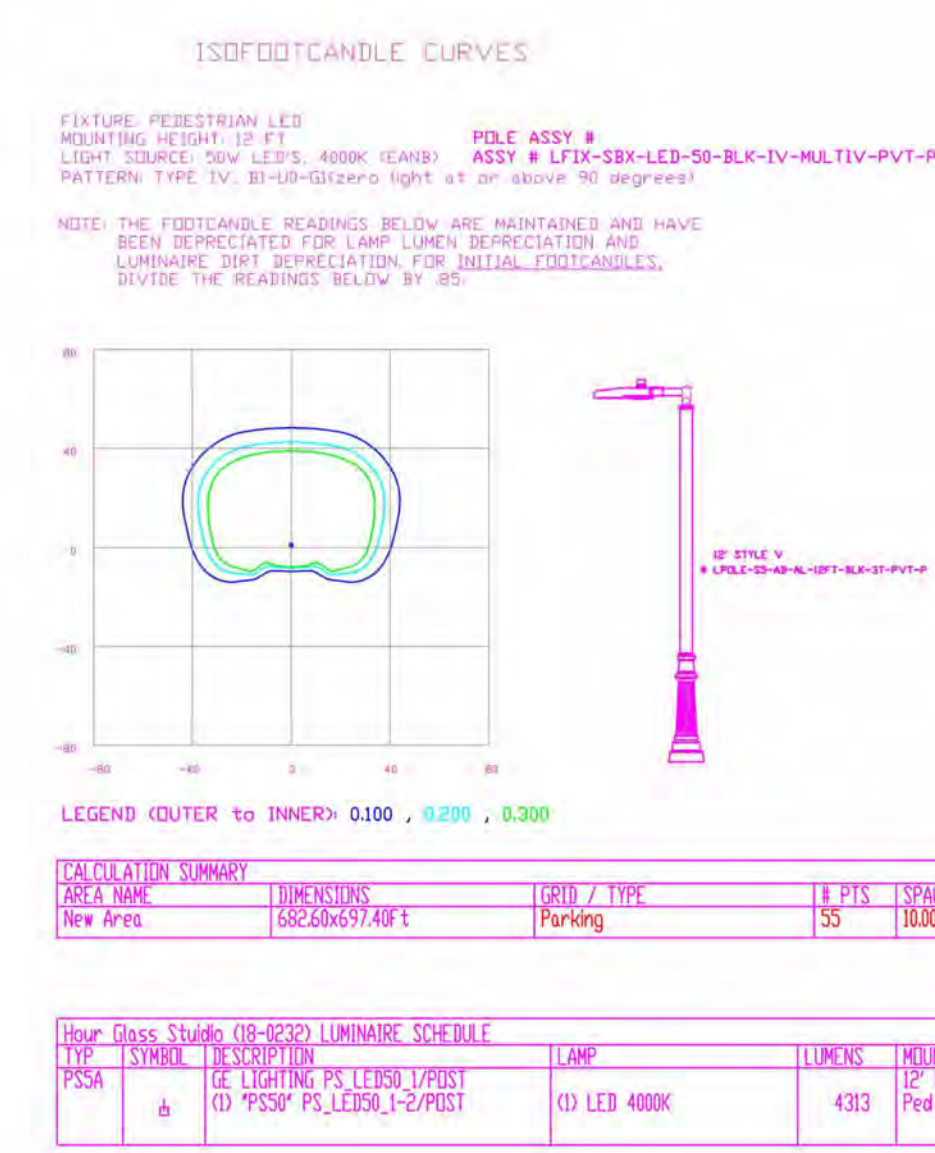 ISOFOOTCANDLE CURVES
FIXTURE: PEDESTRIAN LED
MOUNTING HEIGHT: 12 FT
LIGHT SOURCE: 50W LED'S, 4000K (EANB)
PATTERN: TYPE IV, B1-U0-G1(zero light at or above 90 degrees)
POLE ASSY #
ASSY # LFIX-SBX-LED-50-BLK-IV-MULTIV-PVT-P
NOTE: THE FOOTCANDLE READINGS BELOW ARE MAINTAINED AND HAVE
BEEN DEPRECIATED FOR LAMP LUMEN DEPRECIATION AND
LUMINAIRE DIRT DEPRECIATION. FOR INITIAL FOOTCANDLES,
DIVIDE THE READINGS BELOW BY .85.
80
40
0
-40
-80
-80 -40 0 40 80
12' STYLE V
# LPOLE-S5-AB-AL-12FT-BLK-3T-PVT-P
LEGEND (OUTER to INNER): 0.100 , 0.200 , 0.300
CALCULATION SUMMARY
AREA NAME DIMENSIONS GRID / TYPE # PTS SPA
New Area 682.60x697.40Ft Parking 55 10.00
Hour Glass Stuidio (18-0232) LUMINAIRE SCHEDULE
TYP SYMBOL DESCRIPTION LAMP LUMENS MOU
PS5A GE LIGHTING PS_LED50_1/POST 12'
(1) "PS50" PS_LED50_1-2/POST (1) LED 4000K 4313 Ped